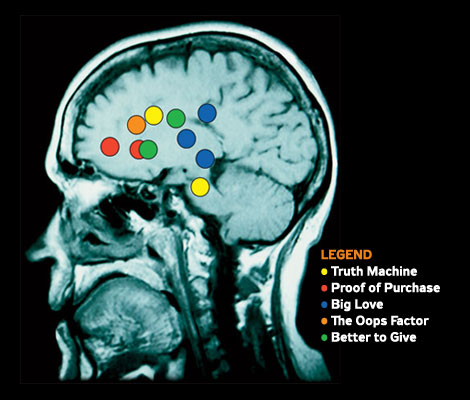 LEGEND
Truth Machine
Proof of Purchase
Big Love
The Oops Factor
Better to Give